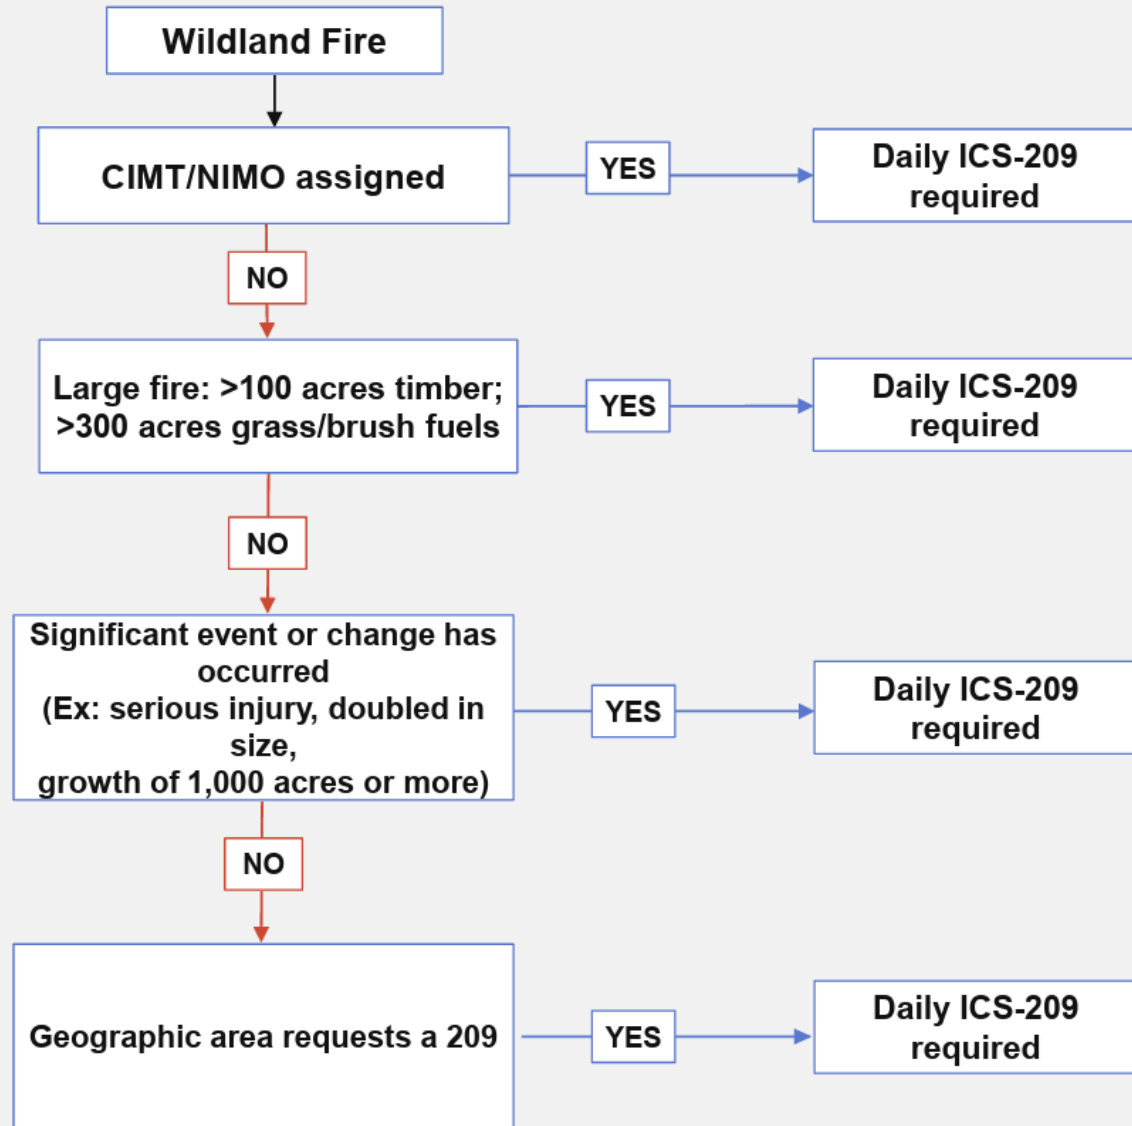 Wildland Fire
CIMT/NIMO assigned
YES
Daily ICS-209
required
NO
Large fire: >100 acres timber;
>300 acres grass/brush fuels
YES
Daily ICS-209
required
NO
Significant event or change has
occurred
(Ex: serious injury, doubled in
size,
growth of 1,000 acres or more)
YES
Daily ICS-209
required
NO
Geographic area requests a 209
YES
Daily ICS-209
required